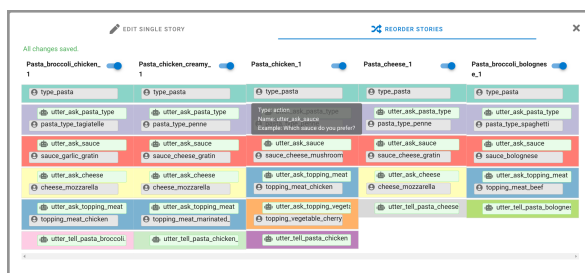 EDIT SINGLE STORY
REORDER STORIES
All changes saved.
Pasta_broccoli_chicken_
1
Pasta_chicken_creamy_
1
Pasta_chicken_1
Pasta_cheese_1
Pasta_broccoli_bolognes
e_1
type_pasta
type_pasta
type_pasta
type_pasta
type_pasta
utter_ask_pasta_type
utter_ask_pasta_type
utter_ask_pasta_type
utter_ask_pasta_type
pasta_type_tagiatelle
pasta_type_penne
pasta_type_penne
pasta_type_spaghetti
Type: action
Name: utter_ask_sauce
Example: Which sauce do you prefer?
utter_ask_sauce
utter_ask_sauce
utter_ask_sauce
utter_ask_sauce
utter_ask_sauce
sauce_garlic_gratin
sauce_cheese_gratin
sauce_cheese_mushroom
sauce_cheese_gratin
sauce_bolognese
utter_ask_cheese
utter_ask_cheese
utter_ask_topping_meat
utter_ask_cheese
utter_ask_topping_meat
cheese_mozzarella
cheese_mozzarella
topping_meat_chicken
cheese_mozzarella
topping_meat_beef
utter_ask_topping_meat
utter_ask_topping_meat
utter_ask_topping_vegeta
utter_tell_pasta_cheese
utter_tell_pasta_bolognes
topping_meat_chicken
topping_meat_marinated_
topping_vegetable_cherry
utter_tell_pasta_broccoli.
utter_tell_pasta_chicken_
utter_tell_pasta_chicken